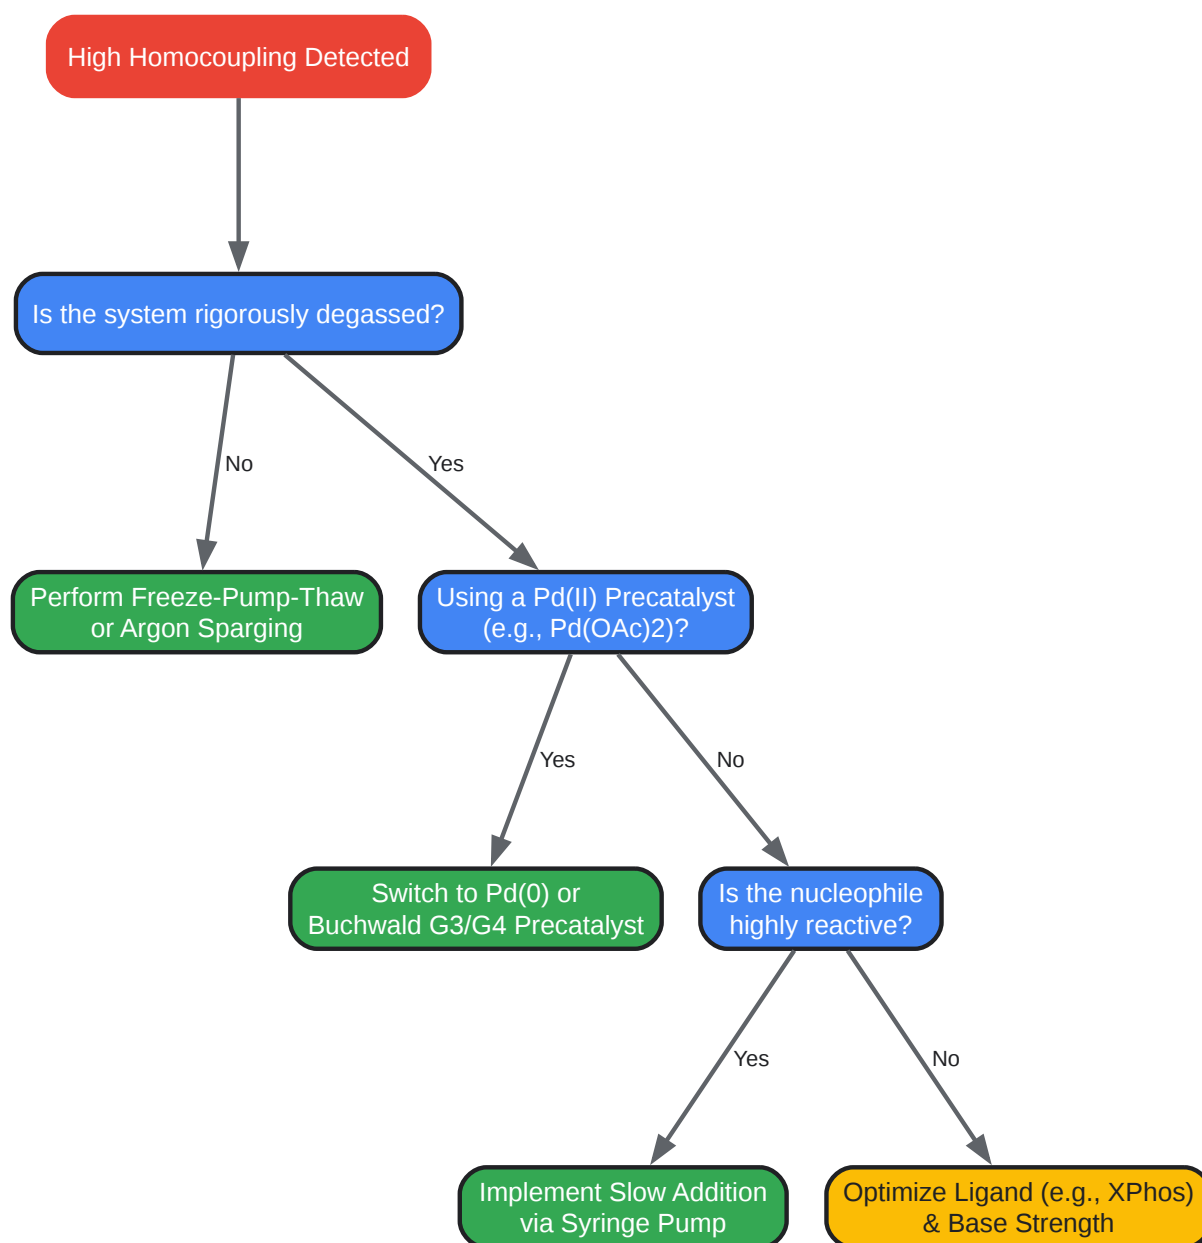 High Homocoupling Detected
Is the system rigorously degassed?
No
Yes
Perform Freeze-Pump-Thaw
or Argon Sparging
Using a Pd(II) Precatalyst
(e.g., Pd(OAc)2)?
Yes
No
Switch to Pd(0) or
Buchwald G3/G4 Precatalyst
Is the nucleophile
highly reactive?
Yes
No
Implement Slow Addition
via Syringe Pump
Optimize Ligand (e.g., XPhos)
& Base Strength